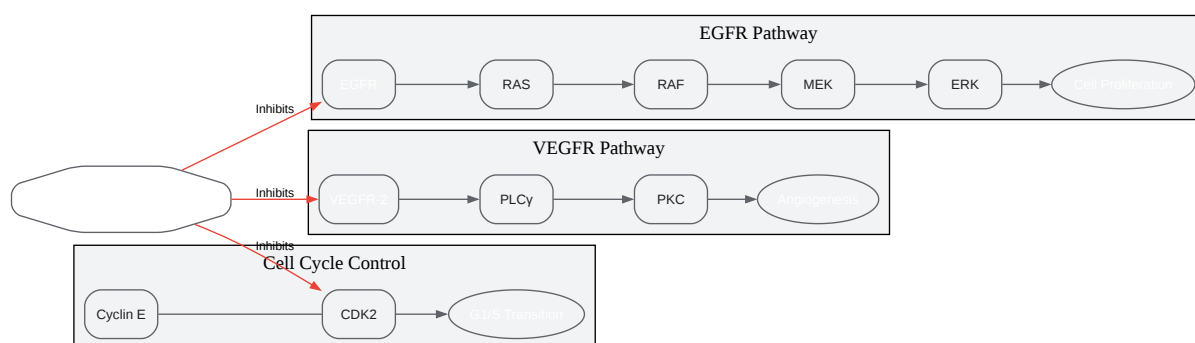 EGFR Pathway
EGFR
RAS
RAF
MEK
ERK
Cell Proliferation
Inhibits
VEGFR Pathway
Inhibits
VEGFR-2
PLCγ
PKC
Angiogenesis
Inhibits
Cell Cycle Control
Cyclin E
CDK2
G1/S Transition